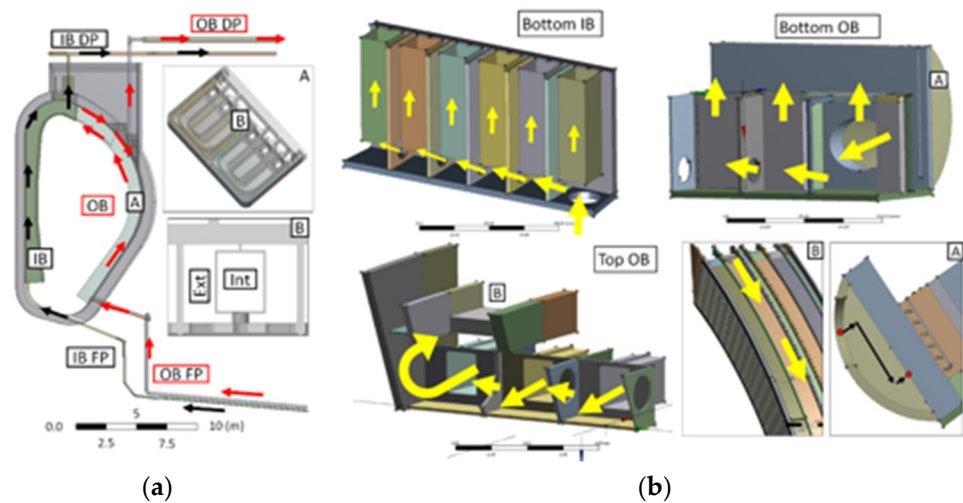 OB DP
IB DP
A
B
OB
A
B
IB
Ext
Int
IB FP
OB FP
5
0.0
10 (m)
2.5
7.5
Bottom IB
Bottom OB
A
Top OB
B
B
A
(a)
(b)